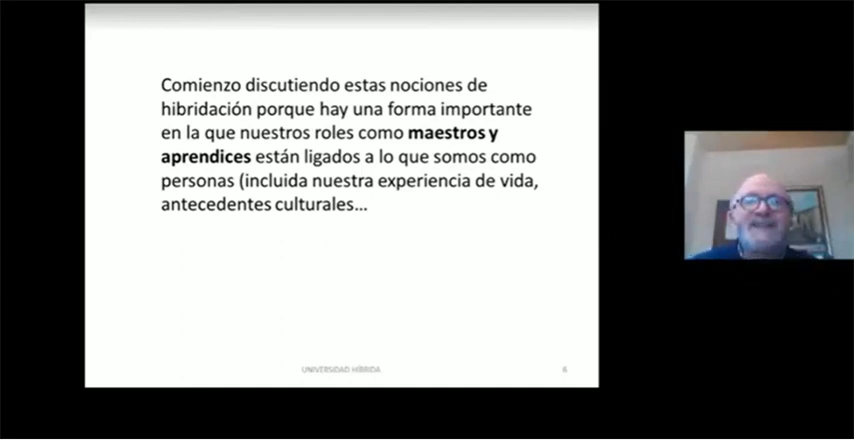 Comienzo discutiendo estas nociones de
hibridación porque hay una forma importante
en la que nuestros roles como maestros y
aprendices están ligados a lo que somos como
personas (incluida nuestra experiencia de vida,
antecedentes culturales…
UNIVERSIDAD HÍBRIDA
6